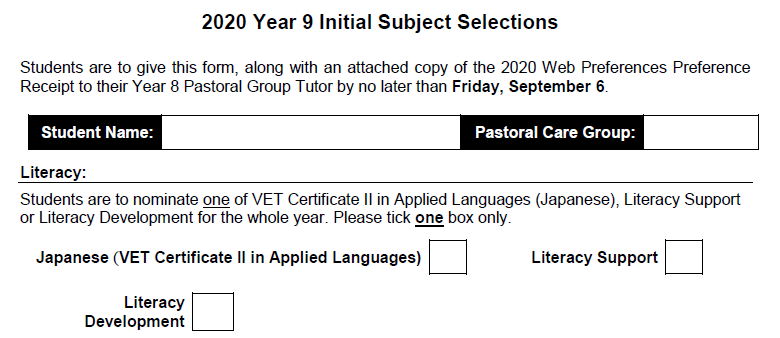 2020 Year 9 Initial Subject Selections
Students are to give this form, along with an attached copy of the 2020 Web Preferences Preference
Receipt to their Year 8 Pastoral Group Tutor by no later than Friday, September 6.
Student Name: Pastoral Care Group:
Literacy:
Students are to nominate one of VET Certificate II in Applied Languages (Japanese), Literacy Support
or Literacy Development for the whole year. Please tick one box only.
Japanese (VET Certificate II in Applied Languages) Literacy Support
Literacy
Development